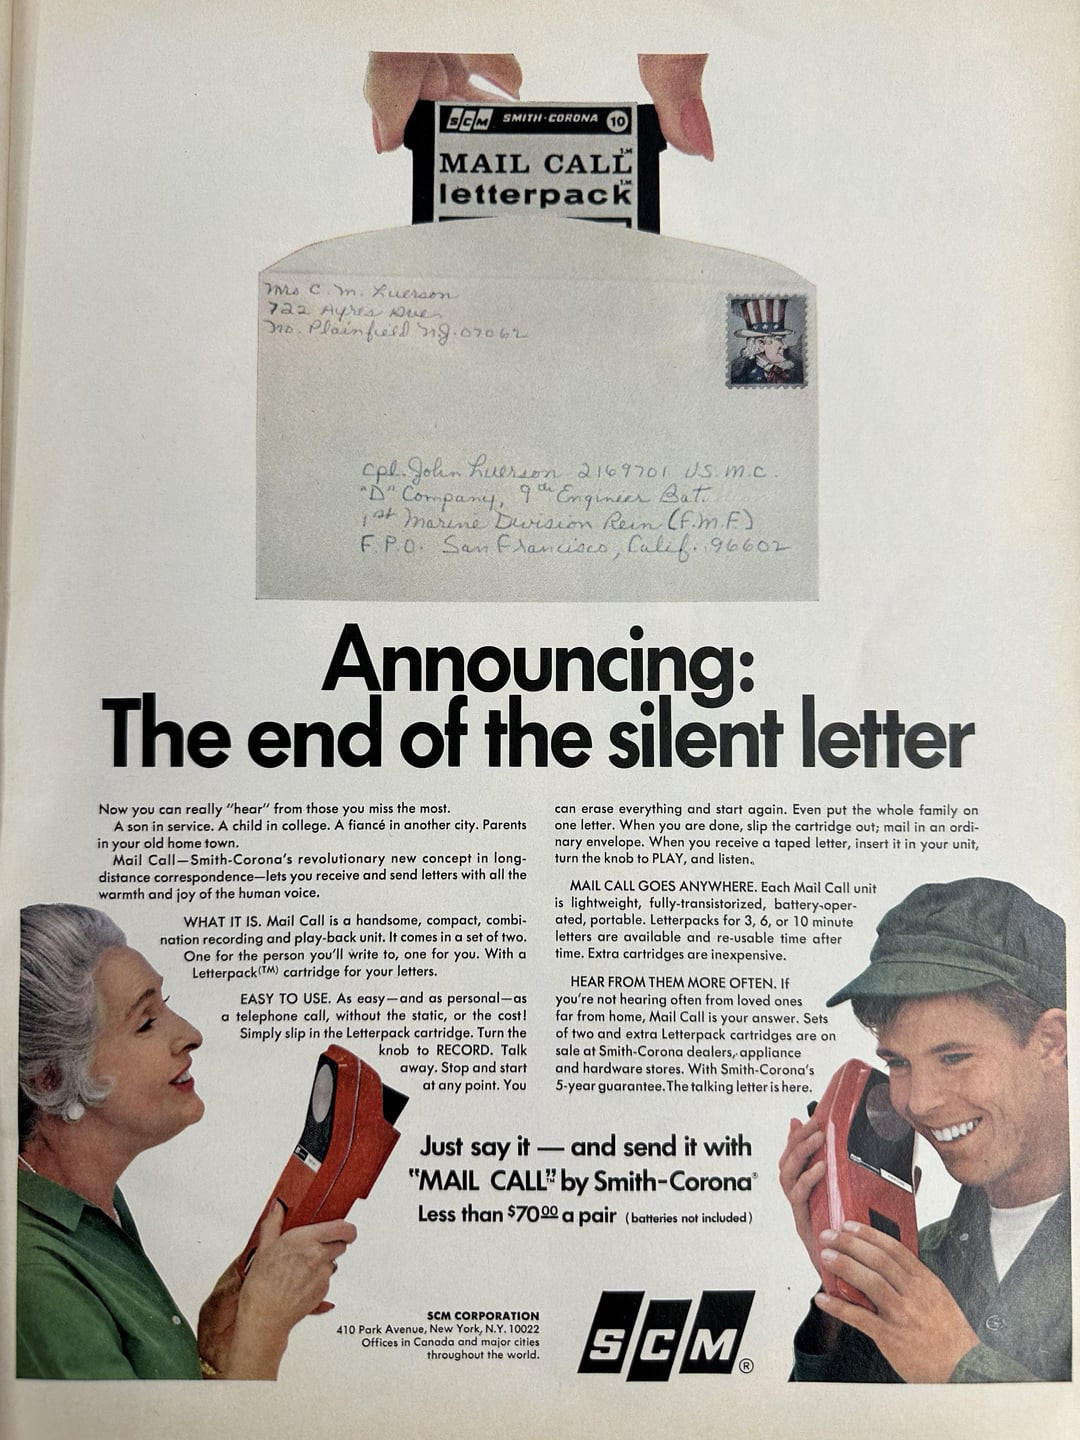 SCM SMITH-CORONA 10
MAIL CALL TM
letterpack TM
Mrs C. M. Luerson
722 Ayres Ave.
No. Plainfield NJ. 07062
Cpl. John Luerson 2169701 U.S.M.C.
"D" Company, 9th Engineer Bat.
1st Marine Division Rein (F.M.F.)
F.P.O. San Francisco, Calif. 96602
Announcing:
The end of the silent letter
Now you can really "hear" from those you miss the most.
A son in service. A child in college. A fiancé in another city. Parents
in your old home town.
Mail Call—Smith-Corona's revolutionary new concept in long-
distance correspondence—lets you receive and send letters with all the
warmth and joy of the human voice.
WHAT IT IS. Mail Call is a handsome, compact, combi-
nation recording and play-back unit. It comes in a set of two.
One for the person you'll write to, one for you. With a
Letterpack(TM) cartridge for your letters.
EASY TO USE. As easy—and as personal—as
a telephone call, without the static, or the cost!
Simply slip in the Letterpack cartridge. Turn the
knob to RECORD. Talk
away. Stop and start
at any point. You
can erase everything and start again. Even put the whole family on
one letter. When you are done, slip the cartridge out; mail in an ordi-
nary envelope. When you receive a taped letter, insert it in your unit,
turn the knob to PLAY, and listen.
MAIL CALL GOES ANYWHERE. Each Mail Call unit
is lightweight, fully-transistorized, battery-oper-
ated, portable. Letterpacks for 3, 6, or 10 minute
letters are available and re-usable time after
time. Extra cartridges are inexpensive.
HEAR FROM THEM MORE OFTEN. If
you're not hearing often from loved ones
far from home, Mail Call is your answer. Sets
of two and extra Letterpack cartridges are on
sale at Smith-Corona dealers, appliance
and hardware stores. With Smith-Corona's
5-year guarantee. The talking letter is here.
Just say it — and send it with
"MAIL CALL"TM by Smith-Corona®
Less than $70.00 a pair (batteries not included)
SCM CORPORATION
410 Park Avenue, New York, N.Y. 10022
Offices in Canada and major cities
throughout the world.
SCM®